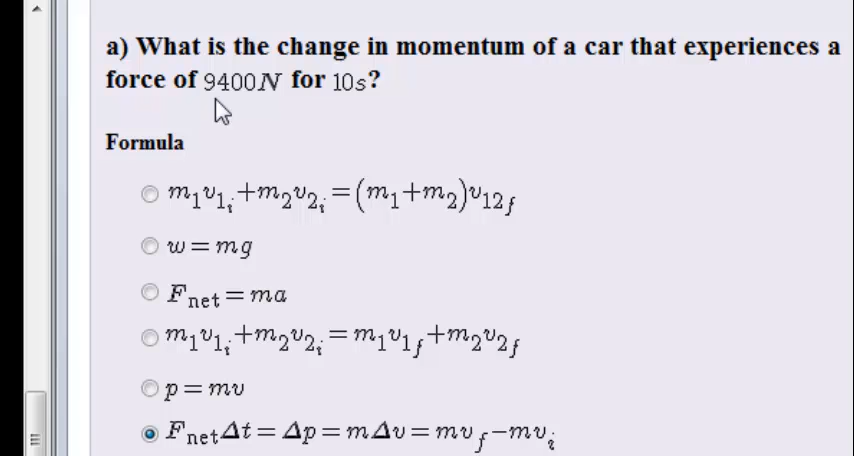 a) What is the change in momentum of a car that experiences a
force of 9400N for 10s?
Formula
m₁v₁ᵢ+m₂v₂ᵢ=(m₁+m₂)v₁₂f
w=mg
Fnet=ma
m₁v₁ᵢ+m₂v₂ᵢ=m₁v₁f+m₂v₂f
p=mv
FnetΔt=Δp=mΔv=mvf−mvᵢ